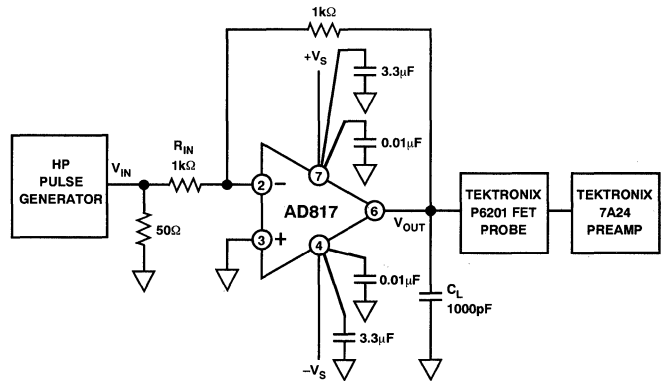 1kΩ
+VS
3.3µF
0.01µF
HP
PULSE
GENERATOR
VIN
RIN
1kΩ
50Ω
2
–
3
+
7
AD817
6
4
VOUT
TEKTRONIX
P6201 FET
PROBE
TEKTRONIX
7A24
PREAMP
0.01µF
3.3µF
–VS
CL
1000pF